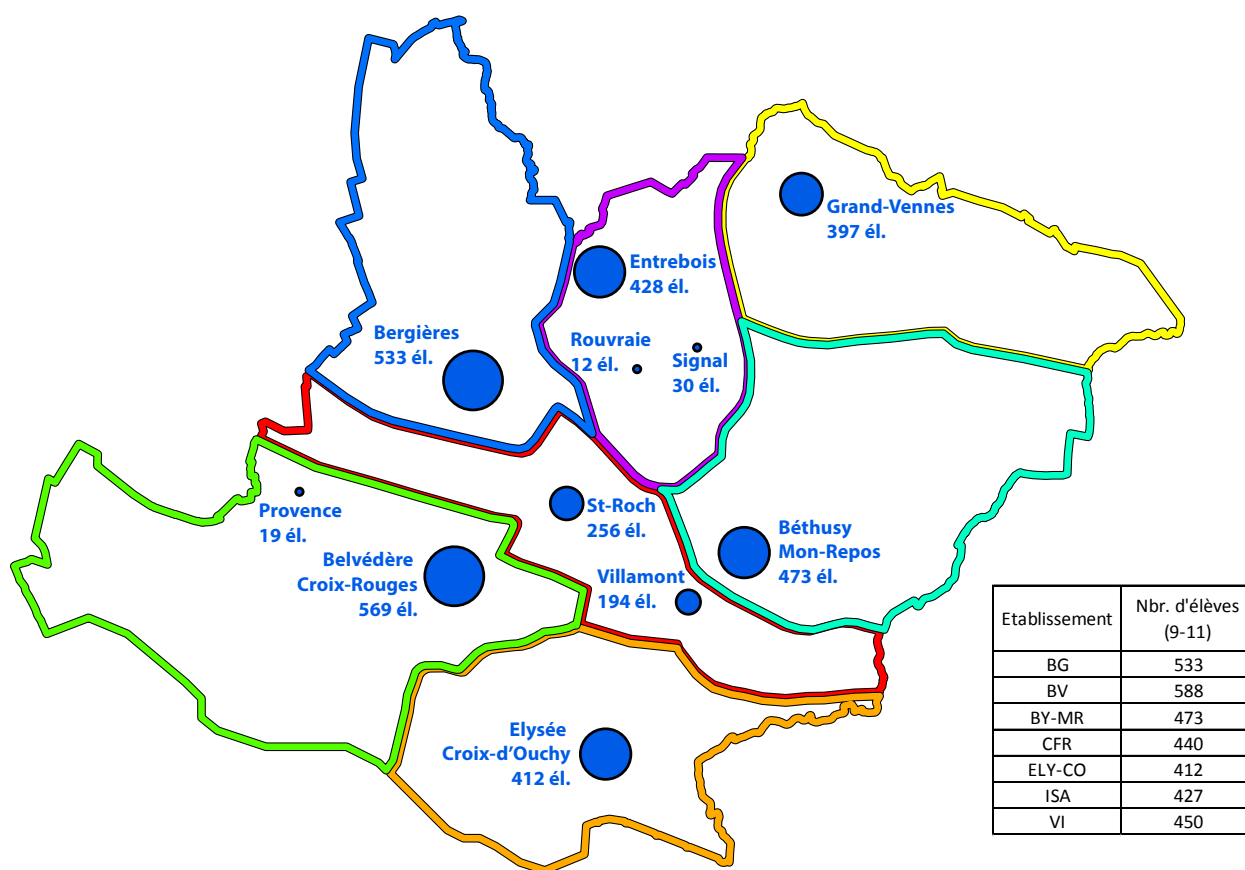 Grand-Vennes
397 él.
Entrebois
428 él.
Bergières
533 él.
Rouvraie
12 él.
Signal
30 él.
Provence
19 él.
St-Roch
256 él.
Belvédère
Croix-Rouges
569 él.
Villamont
194 él.
Béthusy
Mon-Repos
473 él.
Elysée
Croix-d'Ouchy
412 él.
Etablissement Nbr. d'élèves (9-11)
BG 533
BV 588
BY-MR 473
CFR 440
ELY-CO 412
ISA 427
VI 450